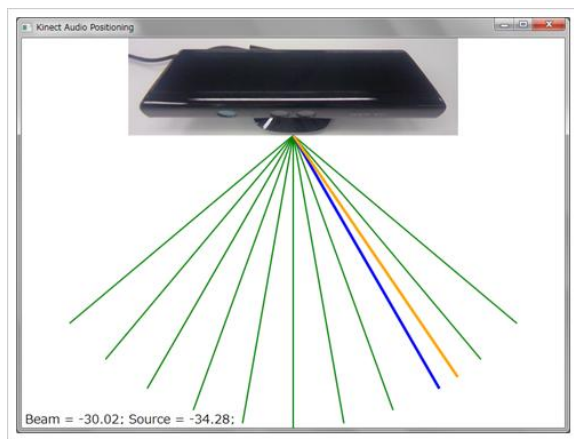 Kinect Audio Positioning
Beam = -30.02; Source = -34.28;